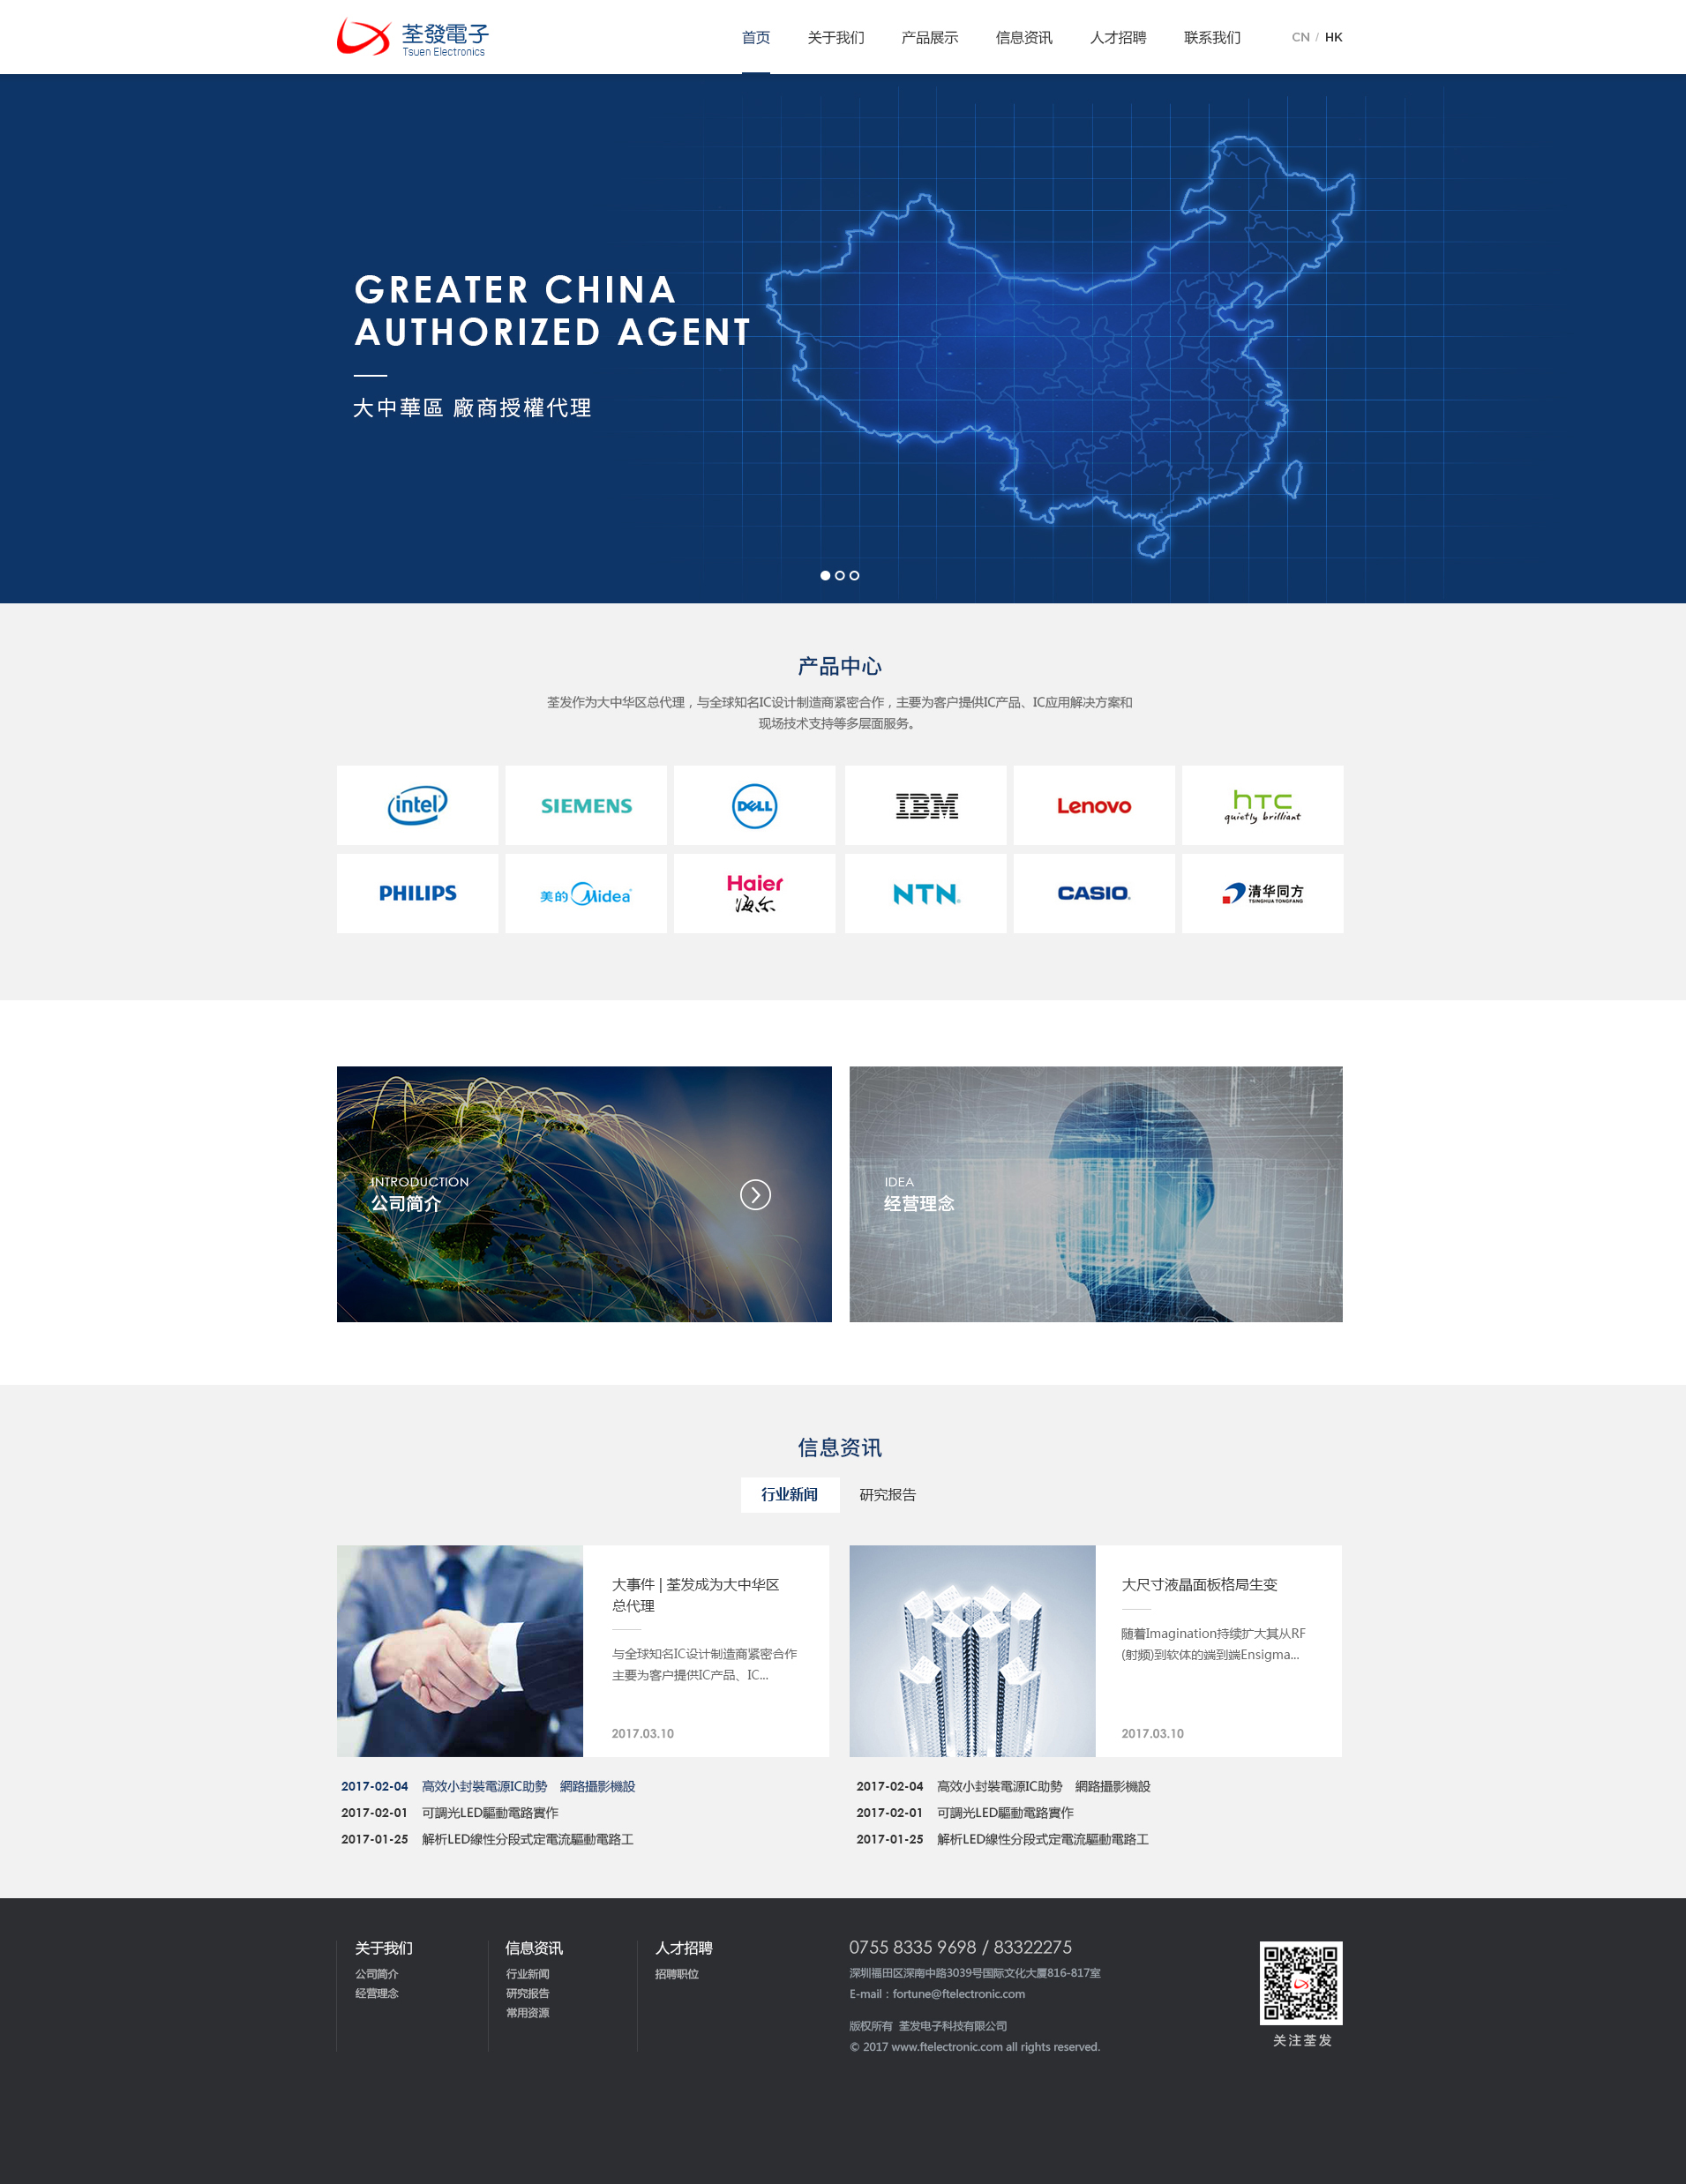 荃發電子
Tsuen Electronics
首页 关于我们 产品展示 信息资讯 人才招聘 联系我们 CN / HK
GREATER CHINA
AUTHORIZED AGENT
大中華區 廠商授權代理
产品中心
荃发作为大中华区总代理，与全球知名IC设计制造商紧密合作，主要为客户提供IC产品、IC应用解决方案和
现场技术支持等多层面服务。
intel SIEMENS DELL IBM Lenovo hTC
quietly brilliant
PHILIPS 美的 Midea Haier NTN CASIO 清华同方
海尔 TSINGHUA TONGFANG
INTRODUCTION
公司简介
IDEA
经营理念
信息资讯
行业新闻 研究报告
大事件 | 荃发成为大中华区
总代理
与全球知名IC设计制造商紧密合作
主要为客户提供IC产品、IC...
2017.03.10
大尺寸液晶面板格局生变
随着Imagination持续扩大其从RF
(射频)到软体的端到端Ensigma...
2017.03.10
2017-02-04 高效小封裝電源IC助勢 網路攝影機設
2017-02-01 可調光LED驅動電路實作
2017-01-25 解析LED線性分段式定電流驅動電路工
2017-02-04 高效小封裝電源IC助勢 網路攝影機設
2017-02-01 可調光LED驅動電路實作
2017-01-25 解析LED線性分段式定電流驅動電路工
关于我们
公司简介
经营理念
信息资讯
行业新闻
研究报告
常用资源
人才招聘
招聘职位
0755 8335 9698 / 83322275
深圳福田区深南中路3039号国际文化大厦816-817室
E-mail：fortune@ftelectronic.com
版权所有 荃发电子科技有限公司
© 2017 www.ftelectronic.com all rights reserved.
关注荃发